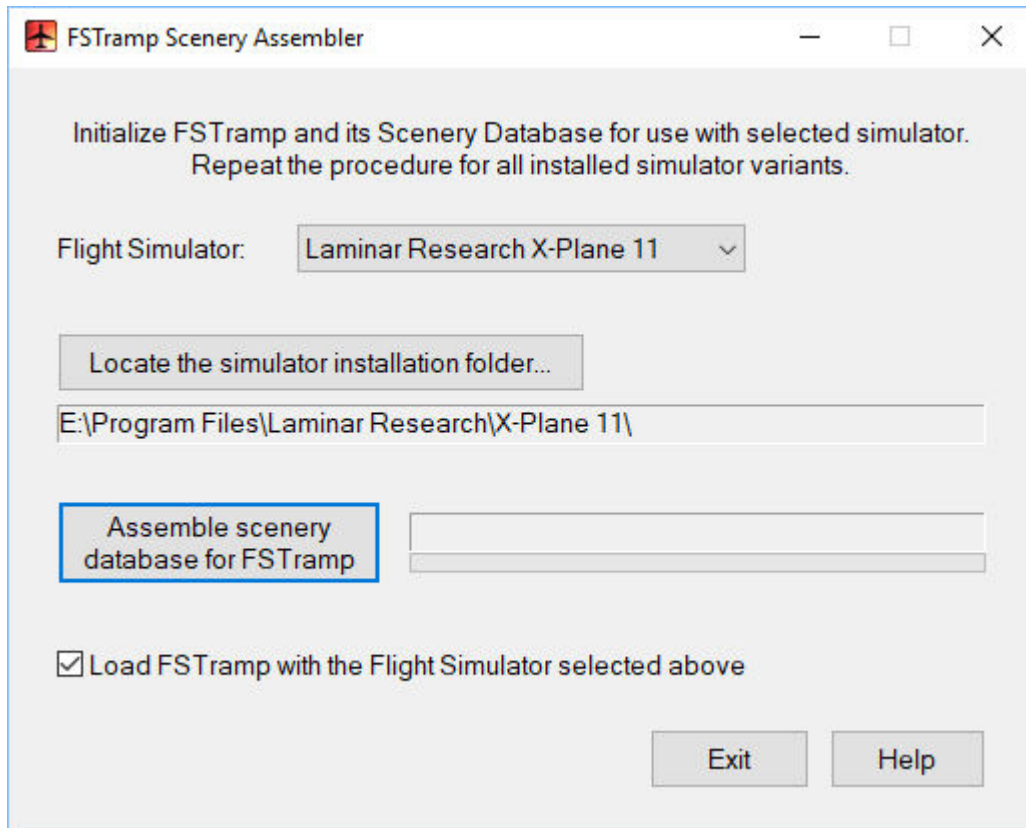 FSTramp Scenery Assembler
Initialize FSTramp and its Scenery Database for use with selected simulator.
Repeat the procedure for all installed simulator variants.
Flight Simulator:
Laminar Research X-Plane 11
Locate the simulator installation folder...
E:\Program Files\Laminar Research\X-Plane 11\
Assemble scenery
database for FSTramp
Load FSTramp with the Flight Simulator selected above
Exit
Help